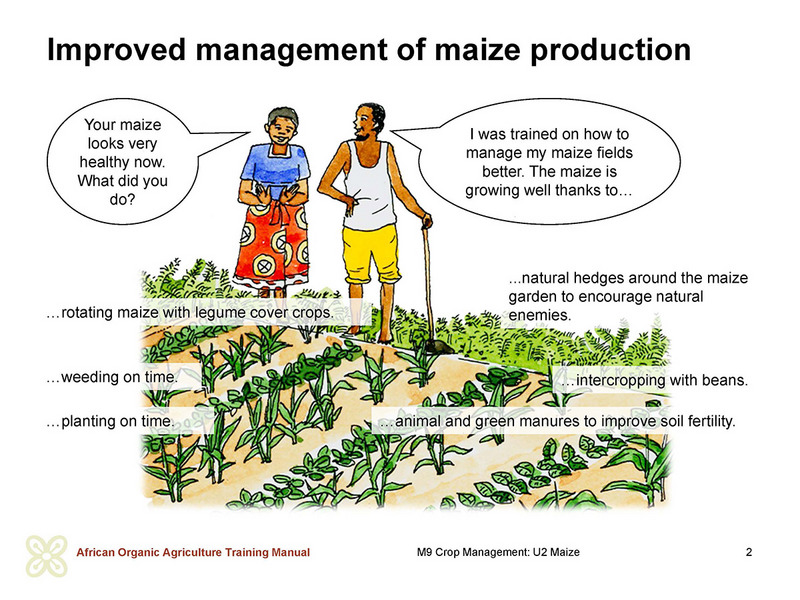 Improved management of maize production
Your maize
looks very
healthy now.
What did you
do?
I was trained on how to
manage my maize fields
better. The maize is
growing well thanks to…
...natural hedges around the maize
garden to encourage natural
enemies.
…rotating maize with legume cover crops.
…weeding on time.
…intercropping with beans.
…planting on time.
…animal and green manures to improve soil fertility.
African Organic Agriculture Training Manual
M9 Crop Management: U2 Maize
2